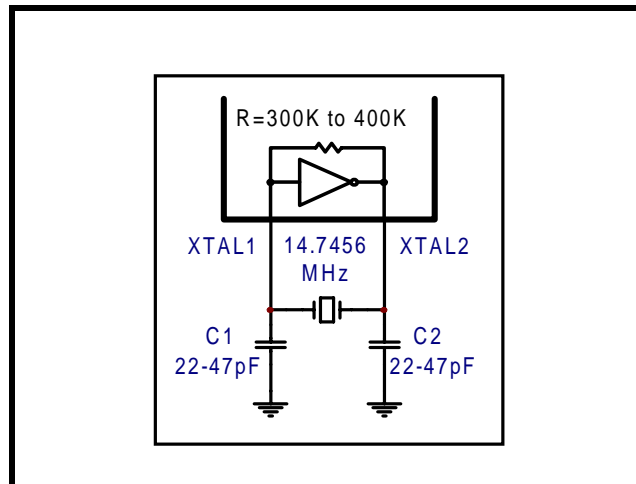 R=300K to 400K
XTAL1 14.7456 XTAL2
MHz
C1 C2
22-47pF 22-47pF